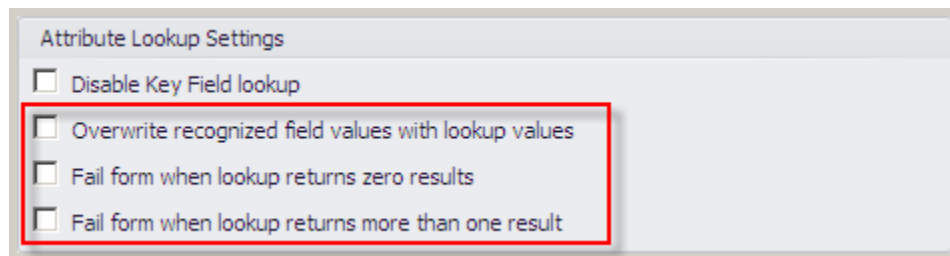 Attribute Lookup Settings
Disable Key Field lookup
Overwrite recognized field values with lookup values
Fail form when lookup returns zero results
Fail form when lookup returns more than one result